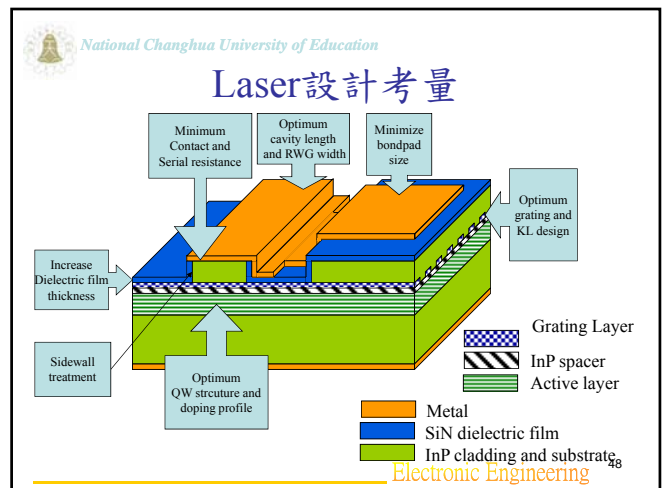 National Changhua University of Education
Laser設計考量
Minimum
Contact and
Serial resistance
Optimum
cavity length
and RWG width
Minimize
bondpad
size
Optimum
grating and
KL design
Increase
Dielectric film
thickness
Sidewall
treatment
Optimum
QW strcuture and
doping profile
Grating Layer
InP spacer
Active layer
Metal
SiN dielectric film
InP cladding and substrate
Electronic Engineering
48